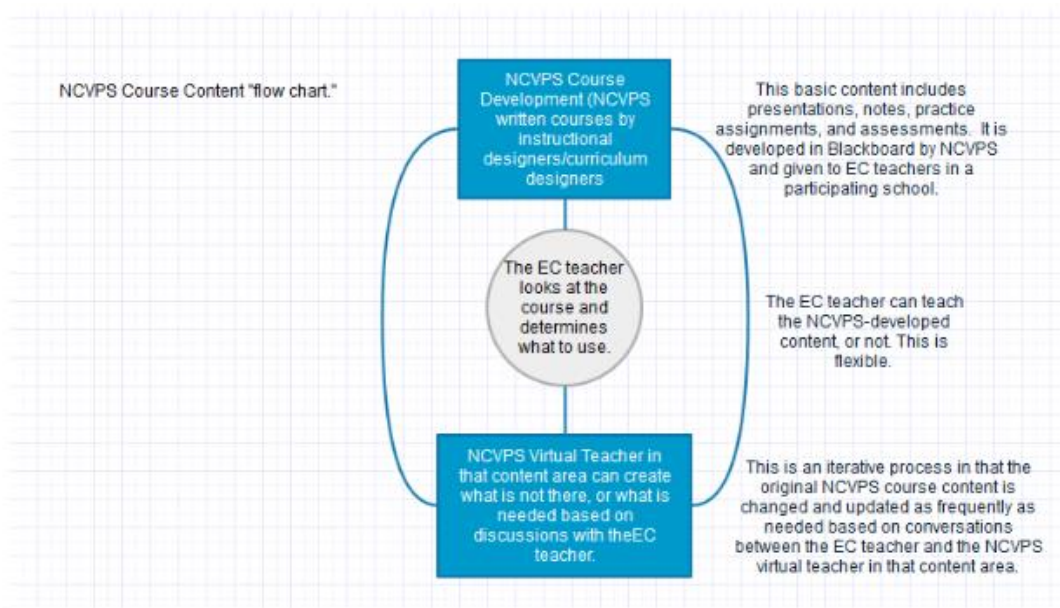 NCVPS Course Content "flow chart."
NCVPS Course
Development (NCVPS
written courses by
instructional
designers/curriculum
designers
This basic content includes
presentations, notes, practice
assignments, and assessments. It is
developed in Blackboard by NCVPS
and given to EC teachers in a
participating school.
The EC teacher
looks at the
course and
determines
what to use.
The EC teacher can teach
the NCVPS-developed
content, or not. This is
flexible.
NCVPS Virtual Teacher in
that content area can create
what is not there, or what is
needed based on
discussions with theEC
teacher.
This is an iterative process in that the
original NCVPS course content is
changed and updated as frequently as
needed based on conversations
between the EC teacher and the NCVPS
virtual teacher in that content area.